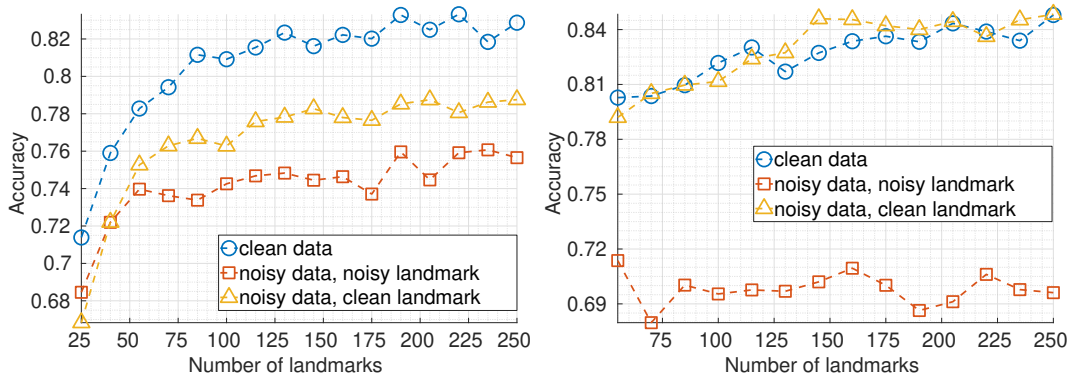 0.82
0.8
0.78
0.76
0.74
0.72
0.7
0.68
Accuracy
clean data
noisy data, noisy landmark
noisy data, clean landmark
25 50 75 100 125 150 175 200 225 250
Number of landmarks
0.84
0.81
0.78
0.75
0.72
0.69
Accuracy
clean data
noisy data, noisy landmark
noisy data, clean landmark
75 100 125 150 175 200 225 250
Number of landmarks